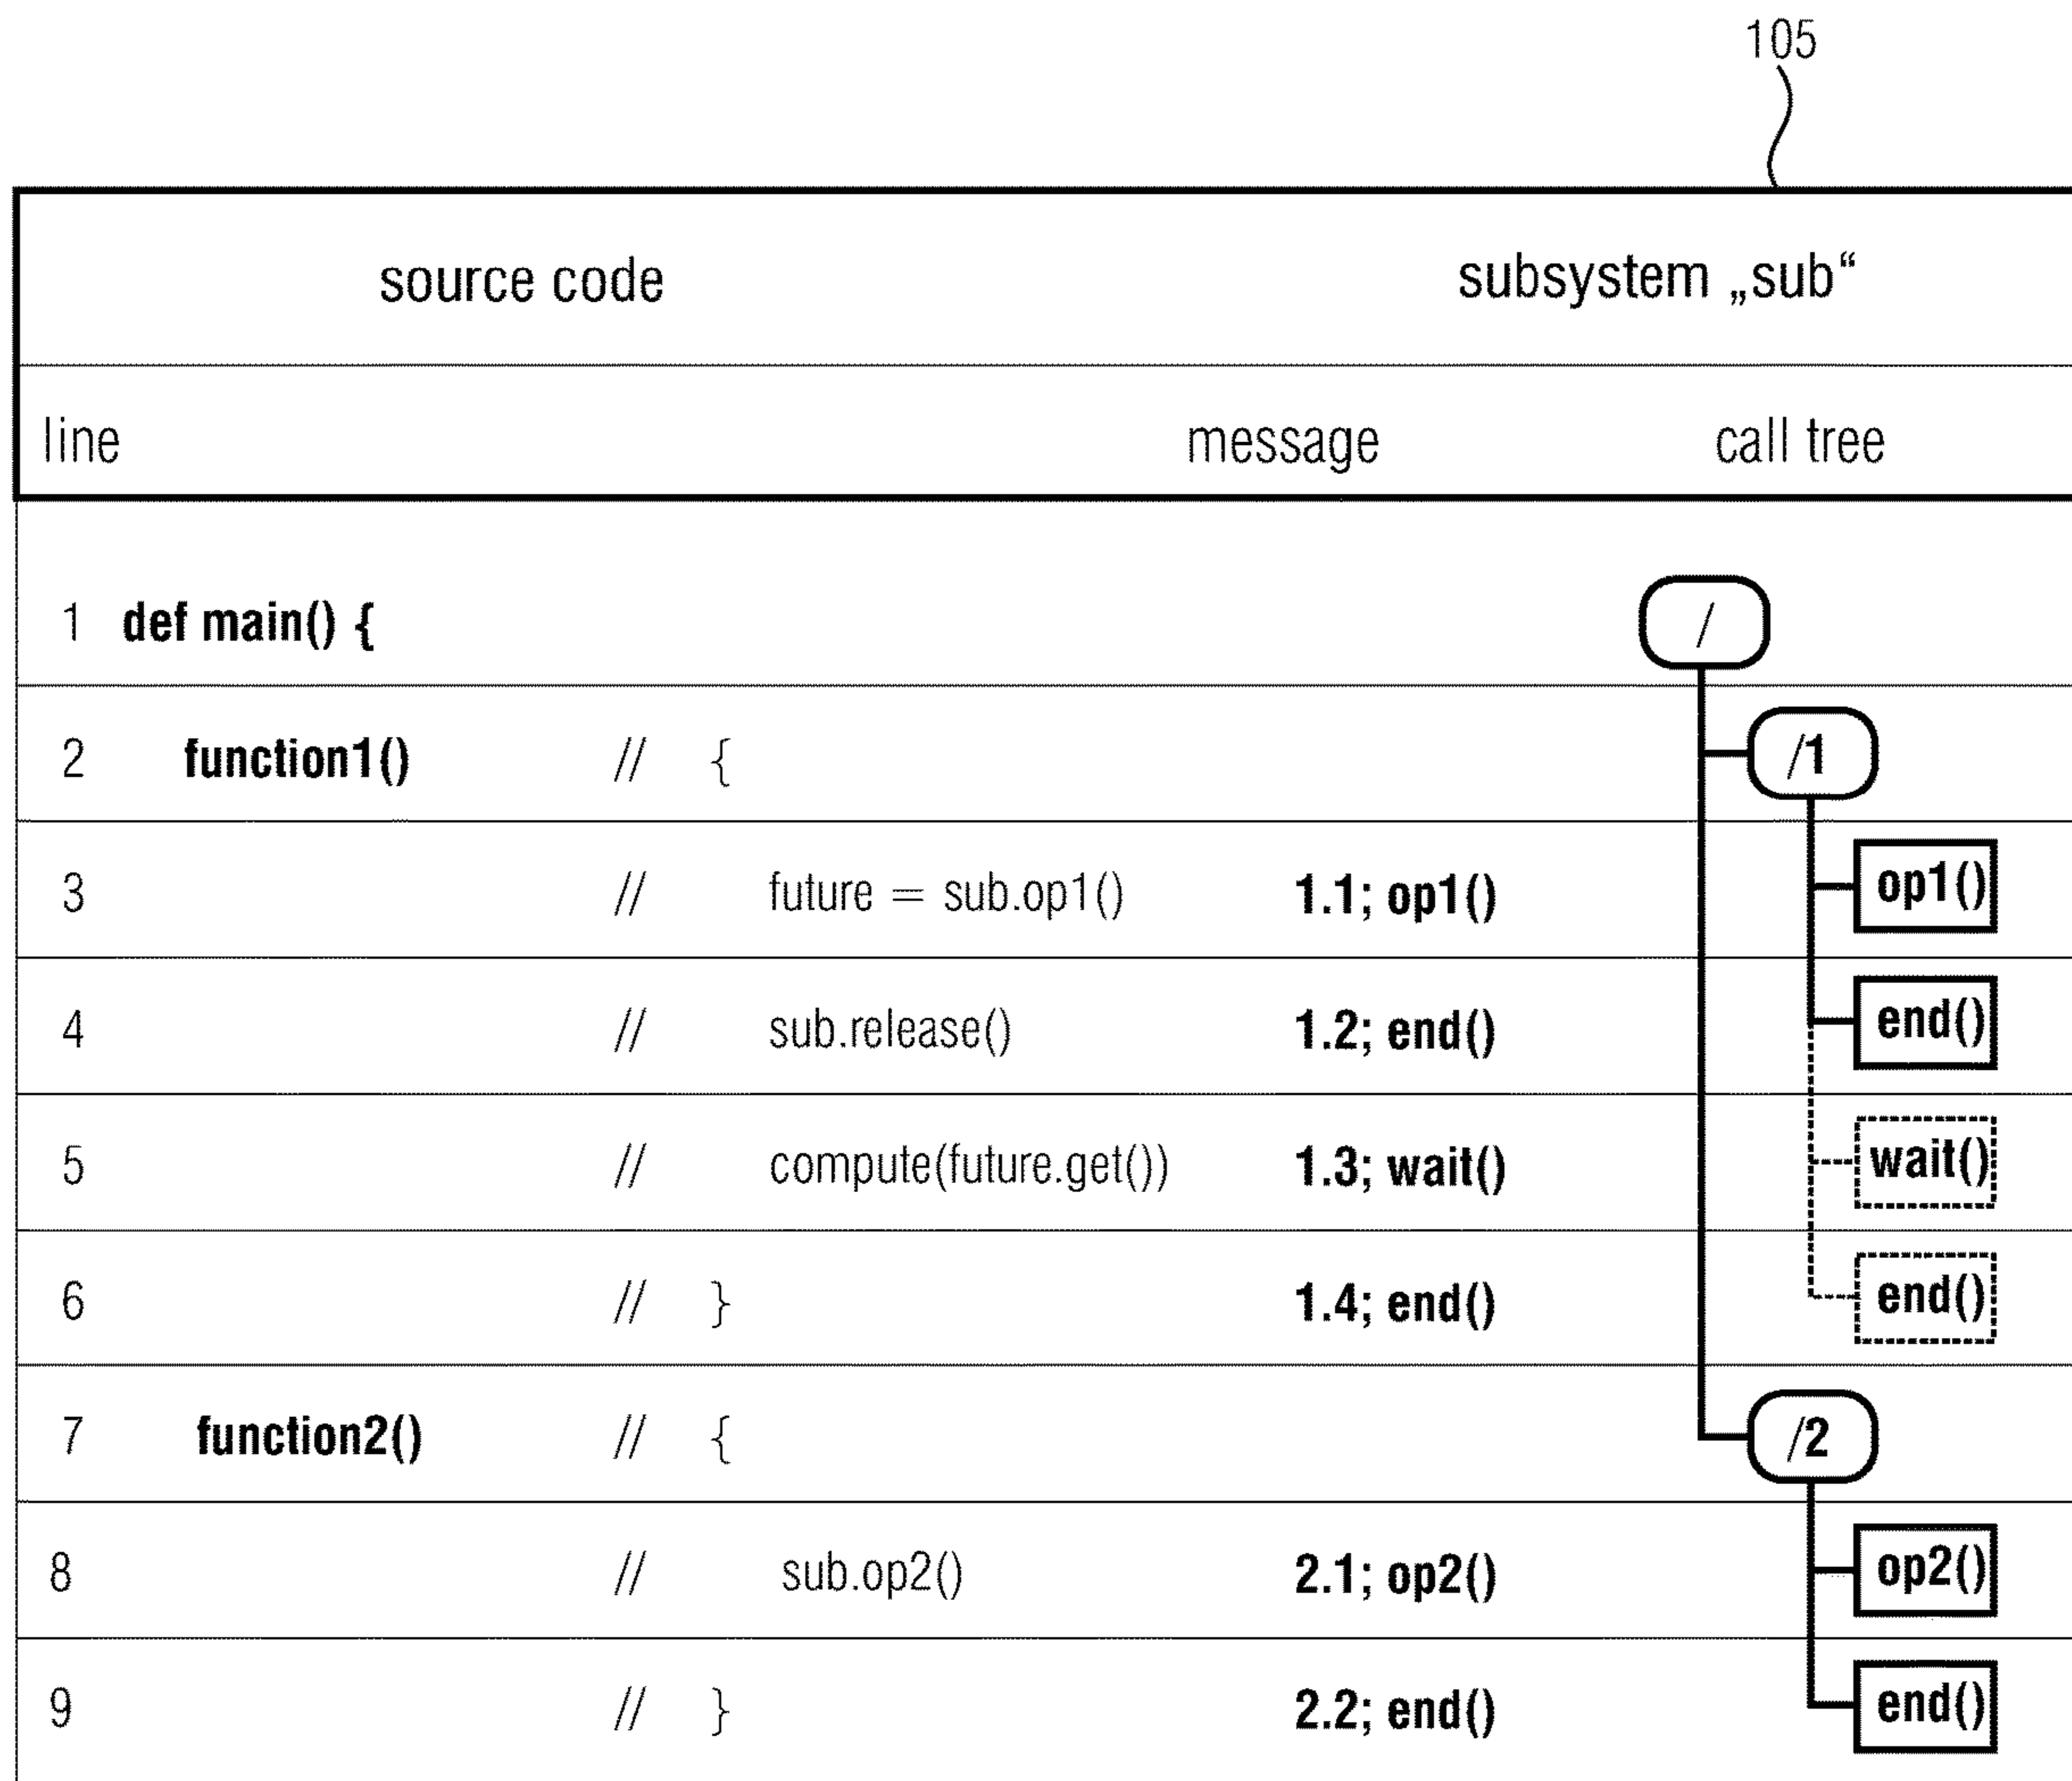 105
source code subsystem „sub“
line message call tree
1 def main() { /
2 function1() // { /1
3 // future = sub.op1() 1.1; op1() op1()
4 // sub.release() 1.2; end() end()
5 // compute(future.get()) 1.3; wait() wait()
6 // } 1.4; end() end()
7 function2() // { /2
8 // sub.op2() 2.1; op2() op2()
9 // } 2.2; end() end()